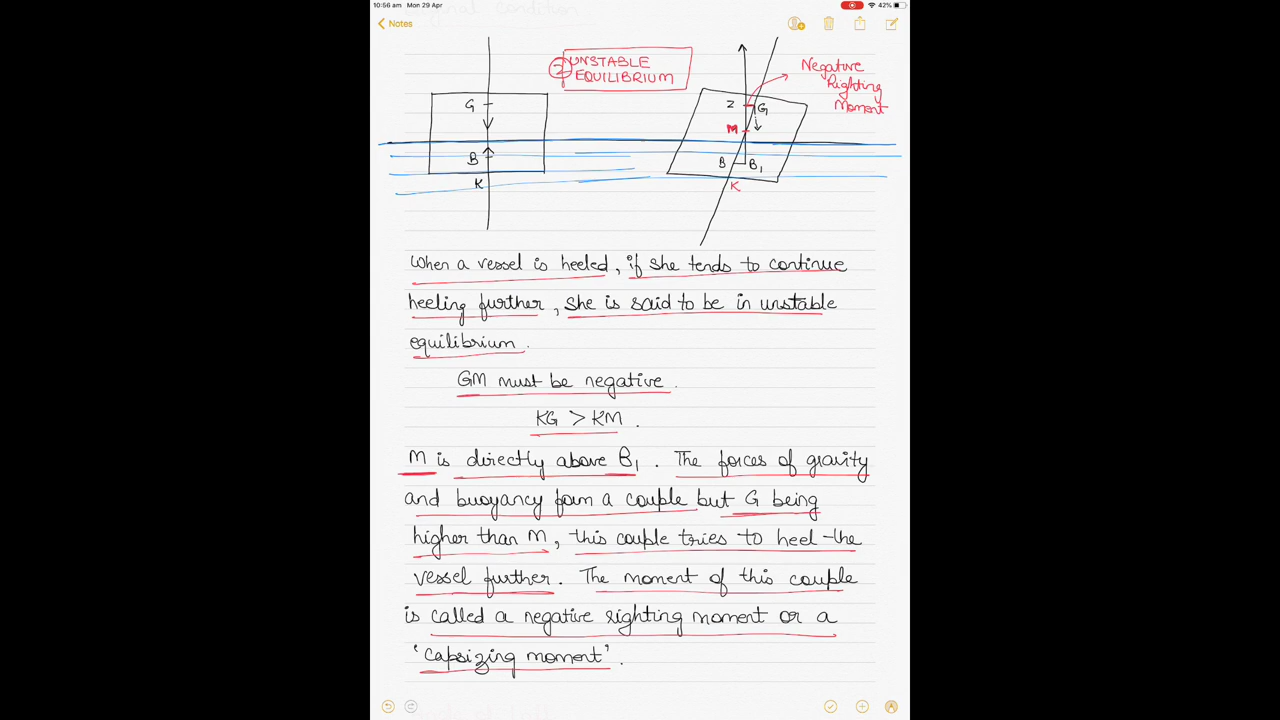 10:56 am Mon 29 Apr
42%
Notes
2 UNSTABLE
EQUILIBRIUM
Negative
Righting
Moment
G
B
K
Z
G
M
B
B1
K
When a vessel is heeled, if she tends to continue
heeling further, she is said to be in unstable
equilibrium.
GM must be negative.
KG > KM.
M is directly above B1. The forces of gravity
and buoyancy form a couple but G being
higher than M, this couple tries to heel the
vessel further. The moment of this couple
is called a negative righting moment or a
'capsizing moment'.